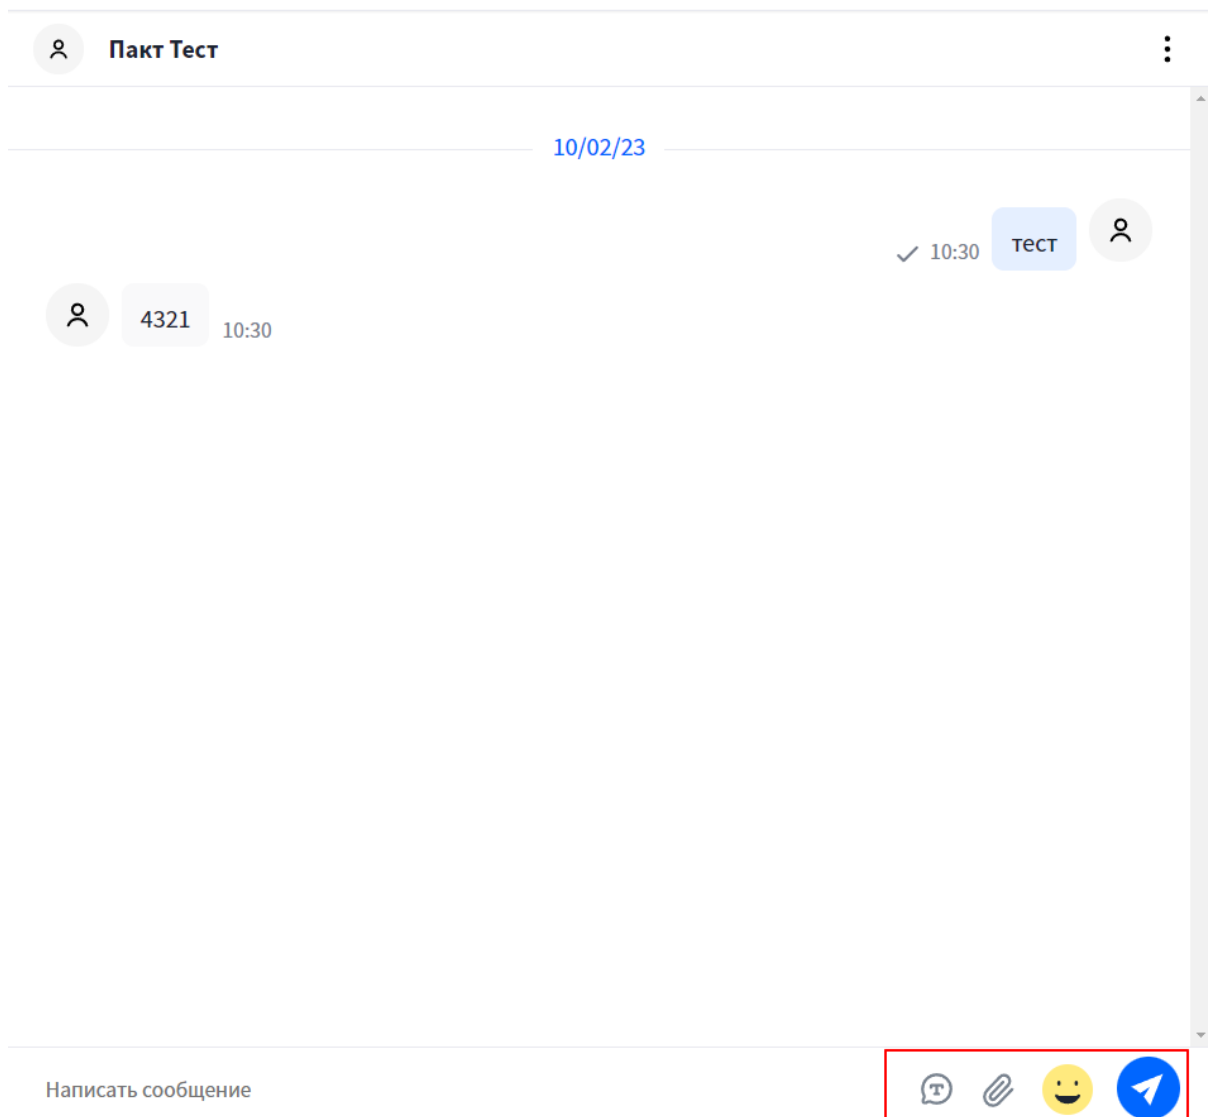 Пакт Тест
10/02/23
10:30 тест
4321 10:30
Написать сообщение
T